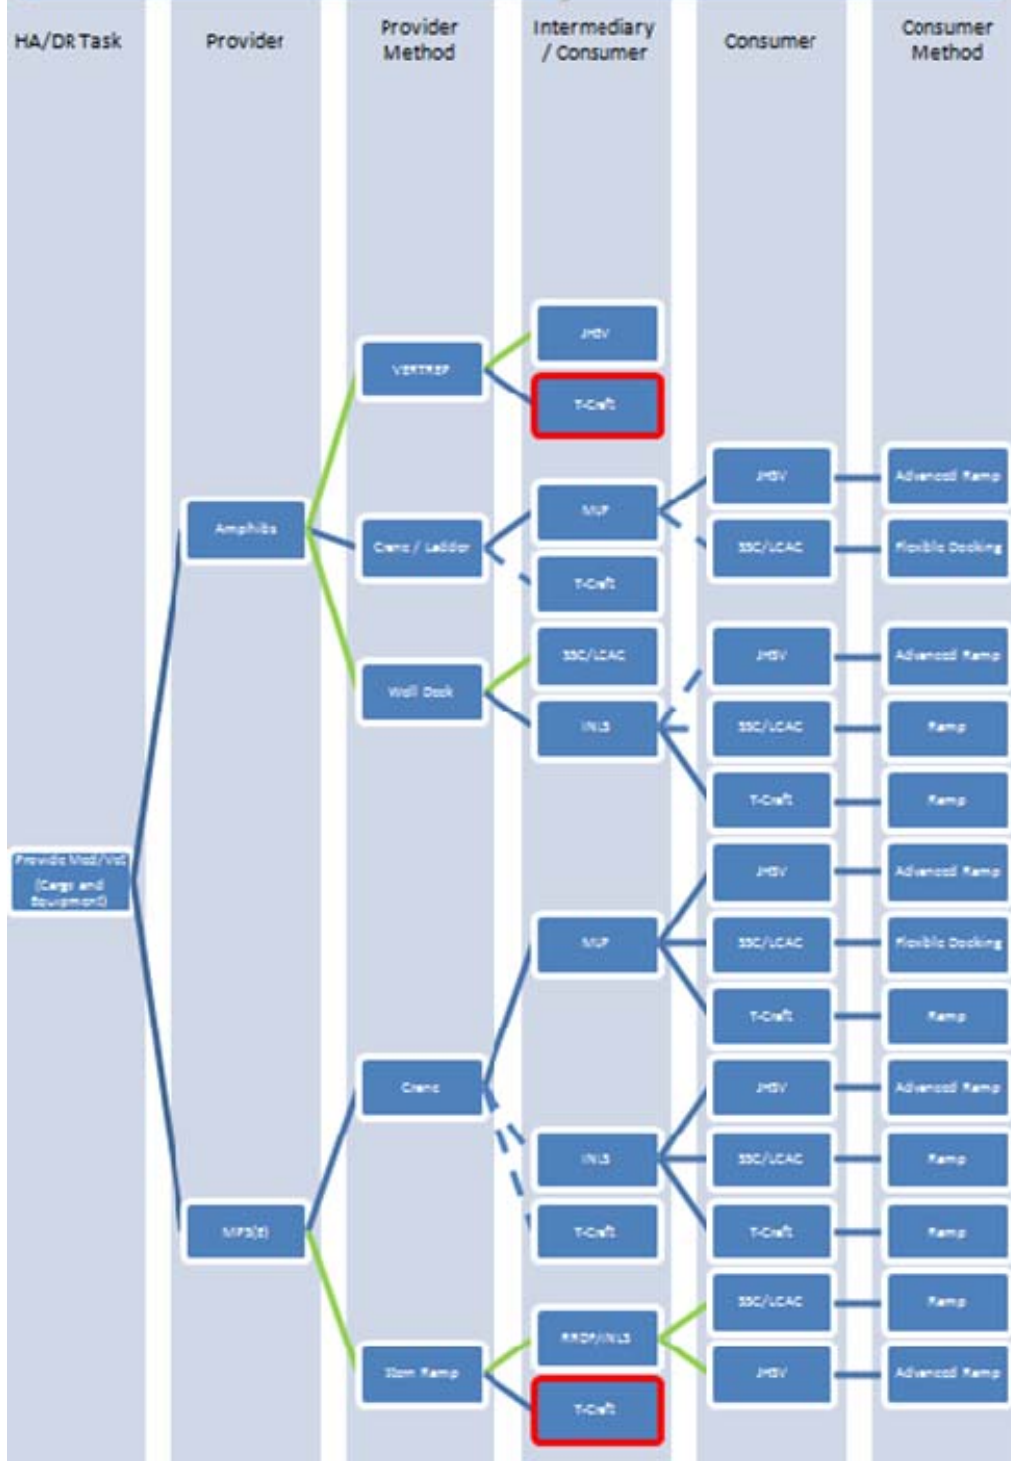 HA/DR Task
Provider
Provider
Method
Intermediary
/ Consumer
Consumer
Consumer
Method
JHSV
VERTREP
T-Craft
JHSV
Advanced Ramp
MLP
Amphibs
Crane / Ladder
SSC/LCAC
Flexible Docking
T-Craft
SSC/LCAC
JHSV
Advanced Ramp
Well Deck
INLS
SSC/LCAC
Ramp
T-Craft
Ramp
Provide Med/Vet
(Cargo and
Equipment)
JHSV
Advanced Ramp
MLP
SSC/LCAC
Flexible Docking
T-Craft
Ramp
Crane
JHSV
Advanced Ramp
INLS
SSC/LCAC
Ramp
MPS(E)
T-Craft
T-Craft
Ramp
SSC/LCAC
Ramp
RRDF/INLS
Stern Ramp
JHSV
Advanced Ramp
T-Craft